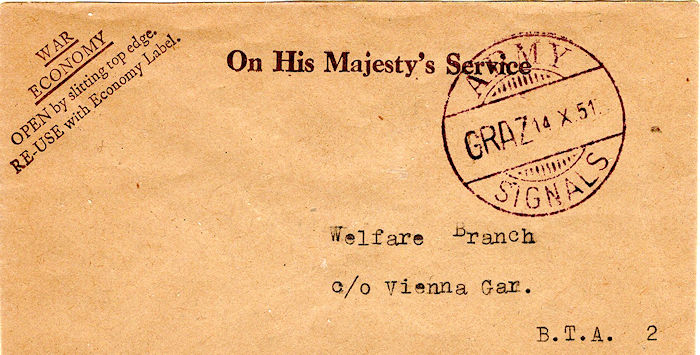 WAR
ECONOMY
OPEN by slitting top edge.
RE-USE with Economy Label.
On His Majesty's Service
ARMY
GRAZ 14 X. 51
SIGNALS
Welfare Branch
c/o Vienna Gar.
B.T.A. 2